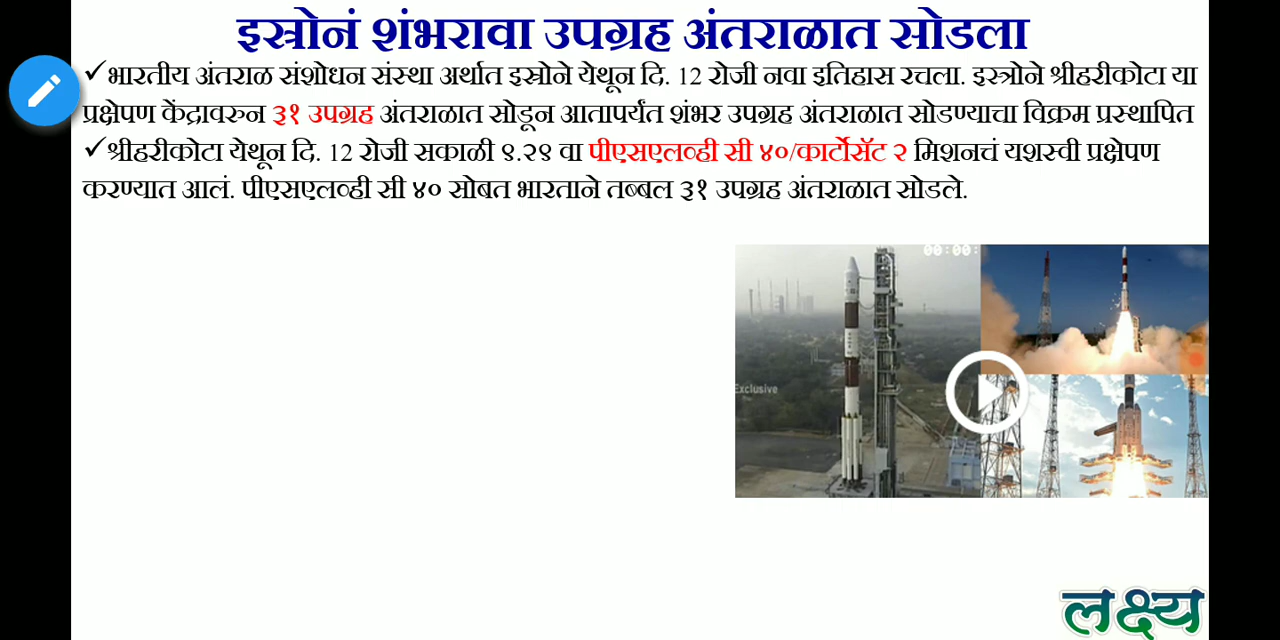 इस्रोनं शंभरावा उपग्रह अंतराळात सोडला
✓भारतीय अंतराळ संशोधन संस्था अर्थात इस्रोने येथून दि. 12 रोजी नवा इतिहास रचला. इस्त्रोने श्रीहरीकोटा या
प्रक्षेपण केंद्रावरुन ३१ उपग्रह अंतराळात सोडून आतापर्यंत शंभर उपग्रह अंतराळात सोडण्याचा विक्रम प्रस्थापित
✓श्रीहरीकोटा येथून दि. 12 रोजी सकाळी ९.२९ वा पीएसएलव्ही सी ४०/कार्टोसॅट २ मिशनचं यशस्वी प्रक्षेपण
करण्यात आलं. पीएसएलव्ही सी ४० सोबत भारताने तब्बल ३१ उपग्रह अंतराळात सोडले.
00:00:
Exclusive
लक्ष्य